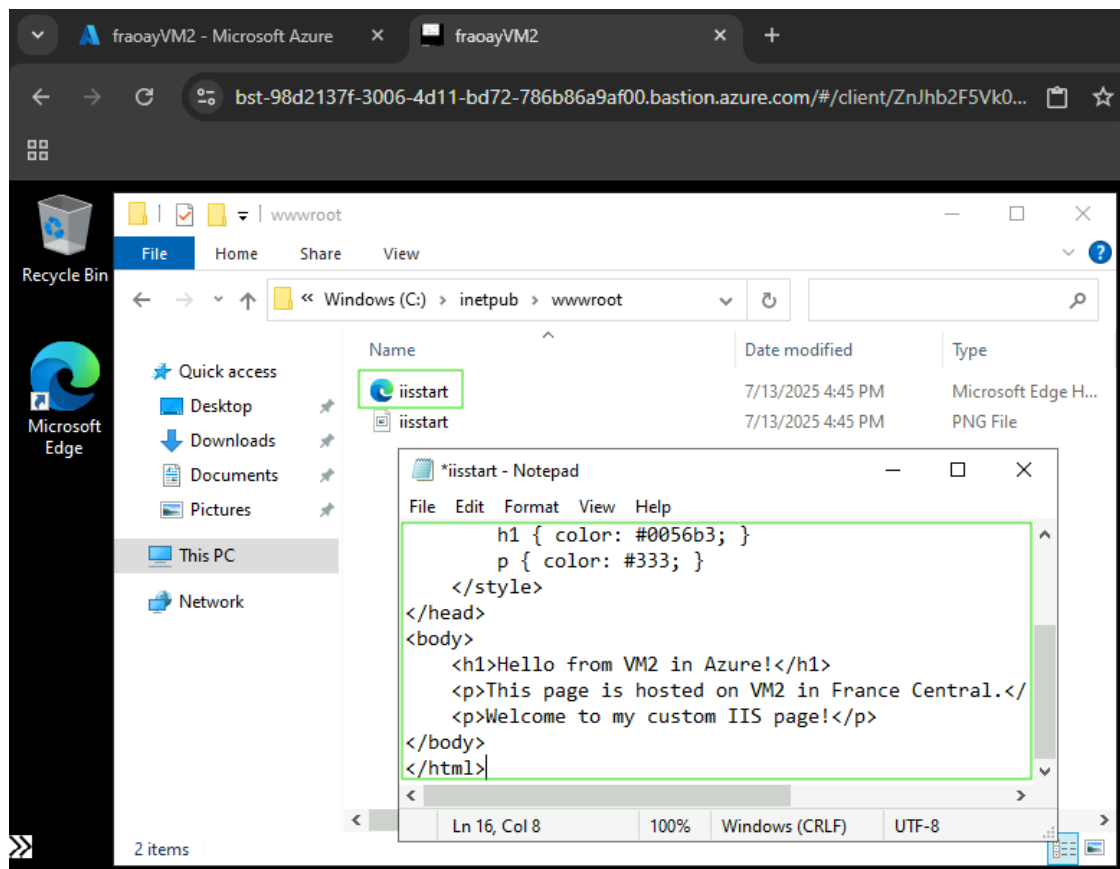 fraoayVM2 - Microsoft Azure
fraoayVM2
bst-98d2137f-3006-4d11-bd72-786b86a9af00.bastion.azure.com/#/client/ZnJhb2F5Vk0...
Recycle Bin
Microsoft
Edge
wwwroot
File Home Share View
« Windows (C:) › inetpub › wwwroot
Name Date modified Type
Quick access
Desktop
Downloads
Documents
Pictures
This PC
Network
iisstart 7/13/2025 4:45 PM Microsoft Edge H...
iisstart 7/13/2025 4:45 PM PNG File
*iisstart - Notepad
File Edit Format View Help
h1 { color: #0056b3; }
p { color: #333; }
</style>
</head>
<body>
<h1>Hello from VM2 in Azure!</h1>
<p>This page is hosted on VM2 in France Central.</
<p>Welcome to my custom IIS page!</p>
</body>
</html>
Ln 16, Col 8 100% Windows (CRLF) UTF-8
2 items